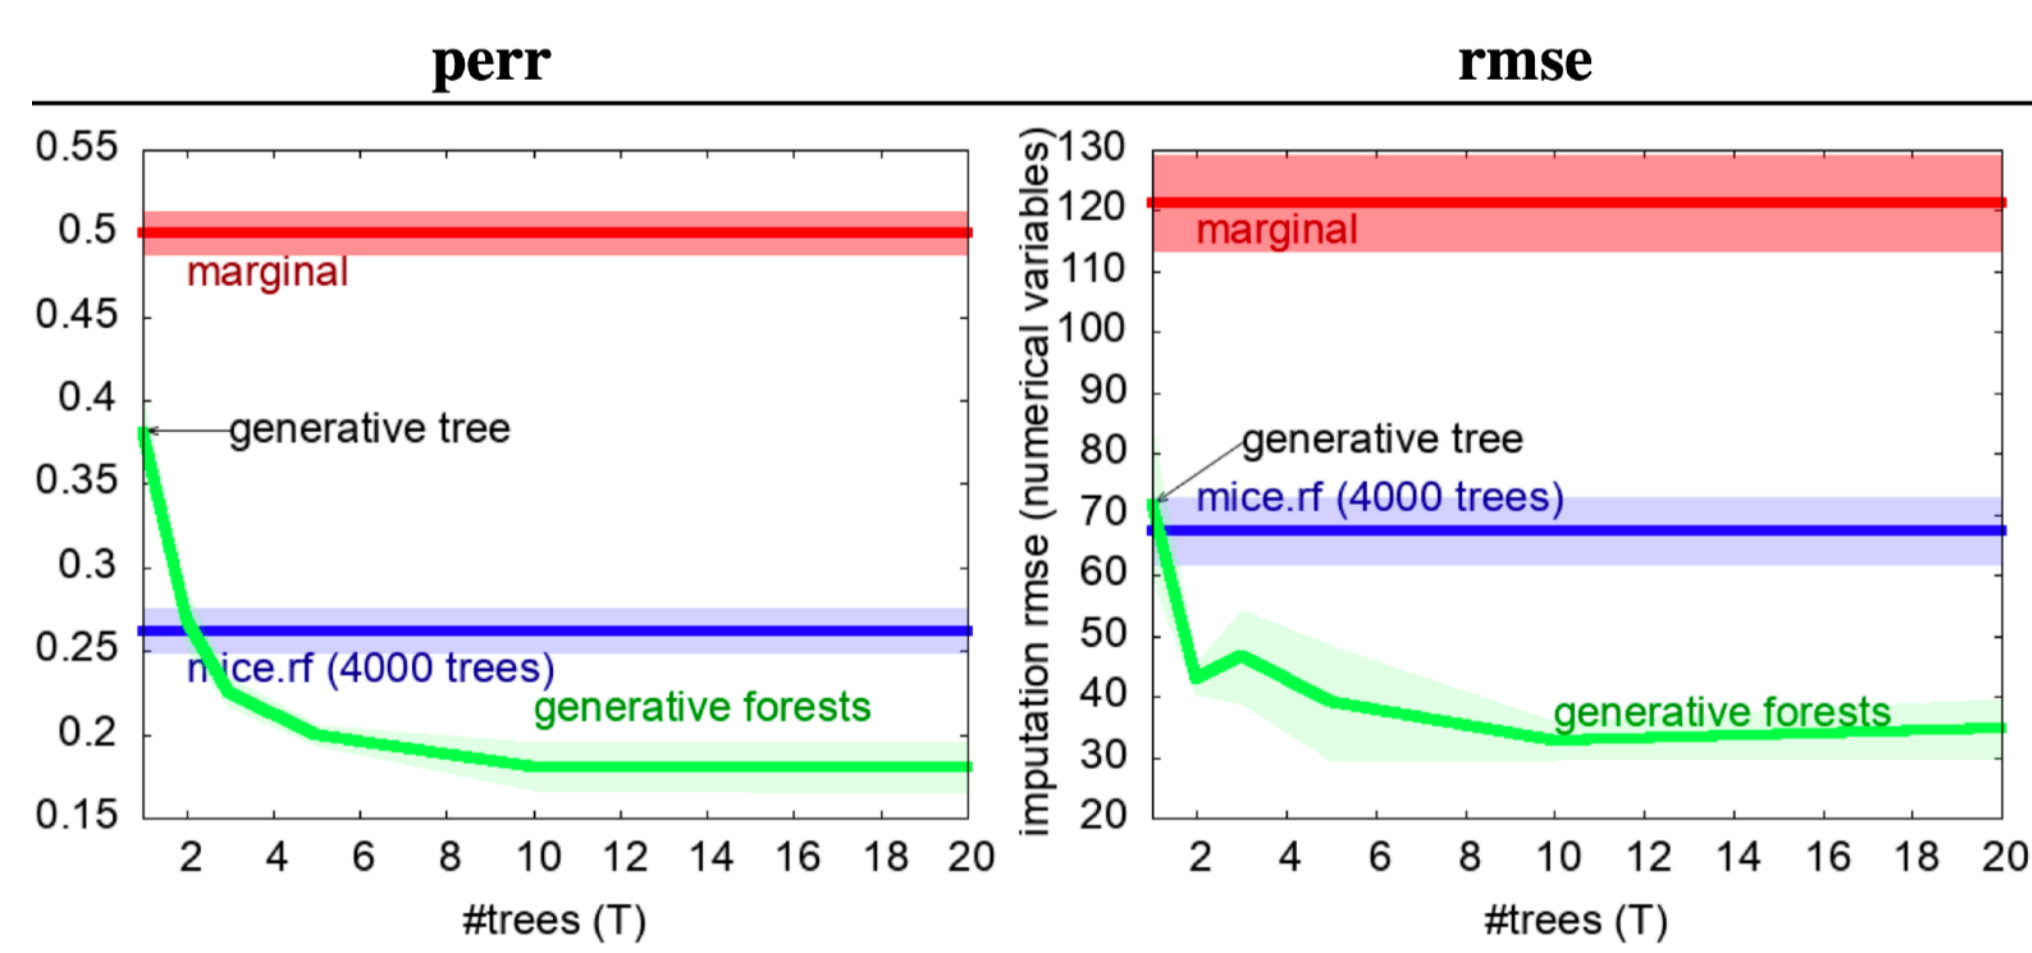 perr
0.55
0.5
0.45
0.4
0.35
0.3
0.25
0.2
0.15
marginal
generative tree
mice.rf (4000 trees)
generative forests
2 4 6 8 10 12 14 16 18 20
#trees (T)
rmse
imputation rmse (numerical variables)
130
120
110
100
90
80
70
60
50
40
30
20
marginal
generative tree
mice.rf (4000 trees)
generative forests
2 4 6 8 10 12 14 16 18 20
#trees (T)